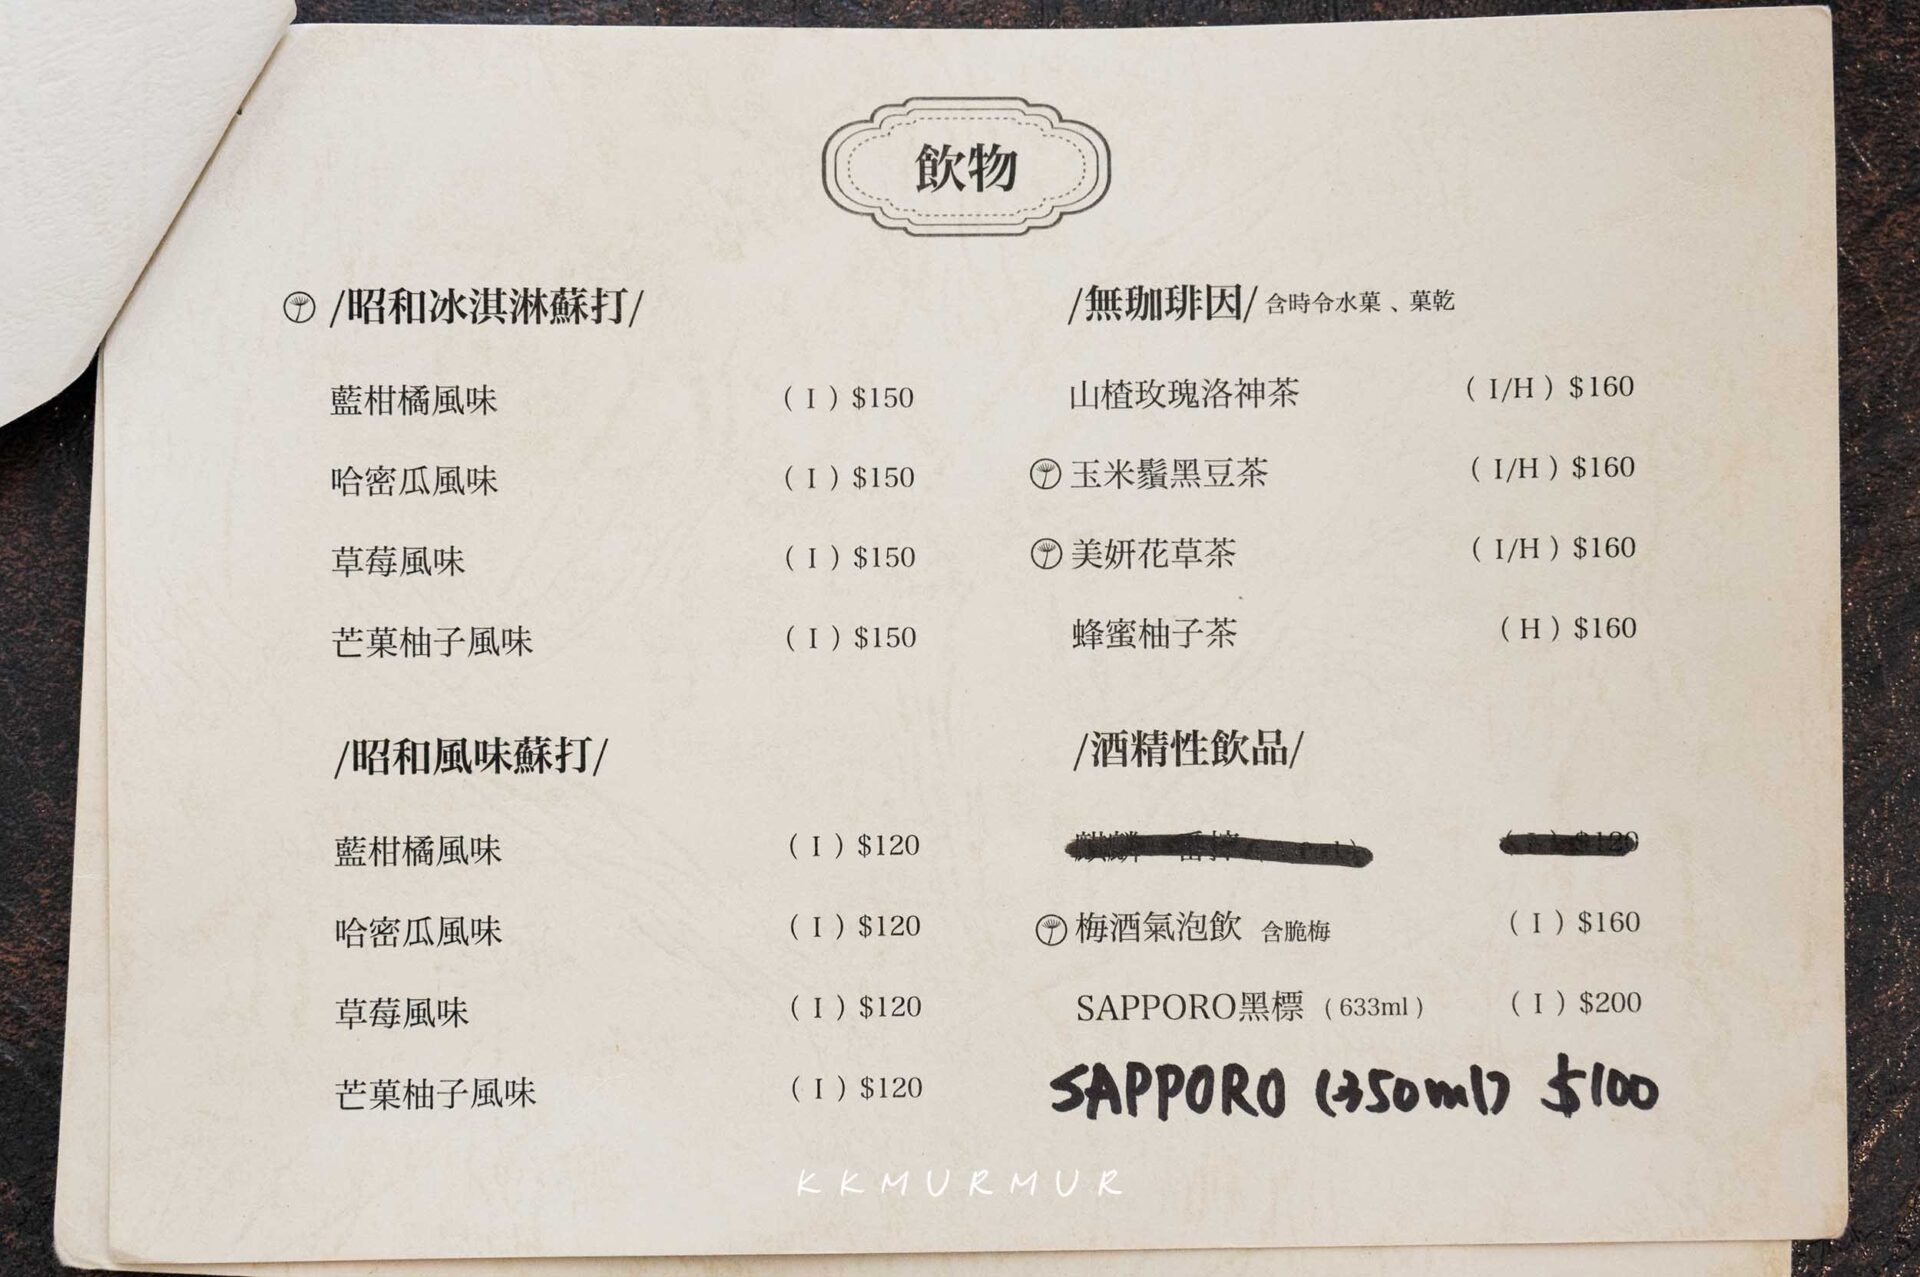 飲物
/昭和冰淇淋蘇打/
藍柑橘風味 ( I ) $150
哈密瓜風味 ( I ) $150
草莓風味 ( I ) $150
芒菓柚子風味 ( I ) $150
/昭和風味蘇打/
藍柑橘風味 ( I ) $120
哈密瓜風味 ( I ) $120
草莓風味 ( I ) $120
芒菓柚子風味 ( I ) $120
/無珈琲因/ 含時令水菓、菓乾
山楂玫瑰洛神茶 ( I/H ) $160
玉米鬚黑豆茶 ( I/H ) $160
美妍花草茶 ( I/H ) $160
蜂蜜柚子茶 ( H ) $160
/酒精性飲品/
$120
梅酒氣泡飲 含脆梅 ( I ) $160
SAPPORO黑標 ( 633ml ) ( I ) $200
SAPPORO (350ml) $100
KKMURMUR